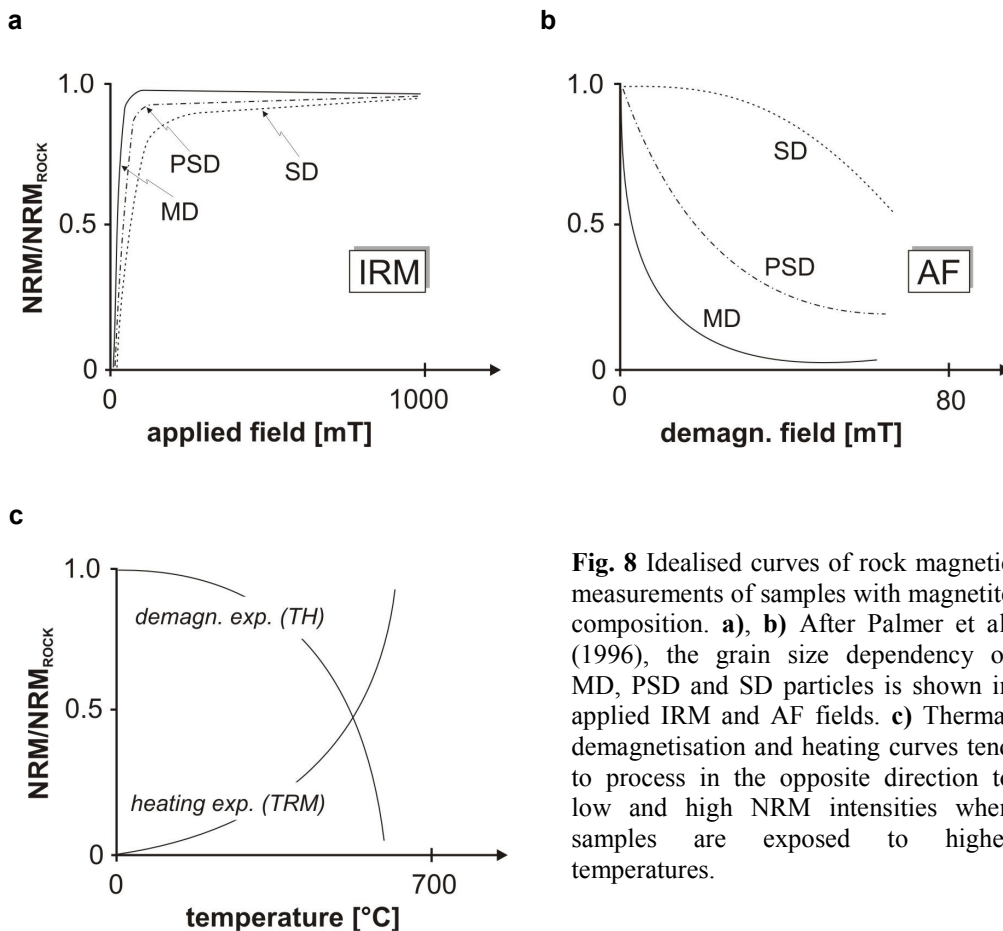 a
1.0
0.5
0
NRM/NRM_ROCK
PSD
SD
MD
IRM
0
1000
applied field [mT]
b
1.0
0.5
0
SD
PSD
MD
AF
0
80
demagn. field [mT]
c
1.0
0.5
0
NRM/NRM_ROCK
demagn. exp. (TH)
heating exp. (TRM)
0
700
temperature [°C]
Fig. 8 Idealised curves of rock magnetic
measurements of samples with magnetite
composition. a), b) After Palmer et al
(1996), the grain size dependency o
MD, PSD and SD particles is shown in
applied IRM and AF fields. c) Therma
demagnetisation and heating curves tend
to process in the opposite direction to
low and high NRM intensities when
samples are exposed to highe
temperatures.